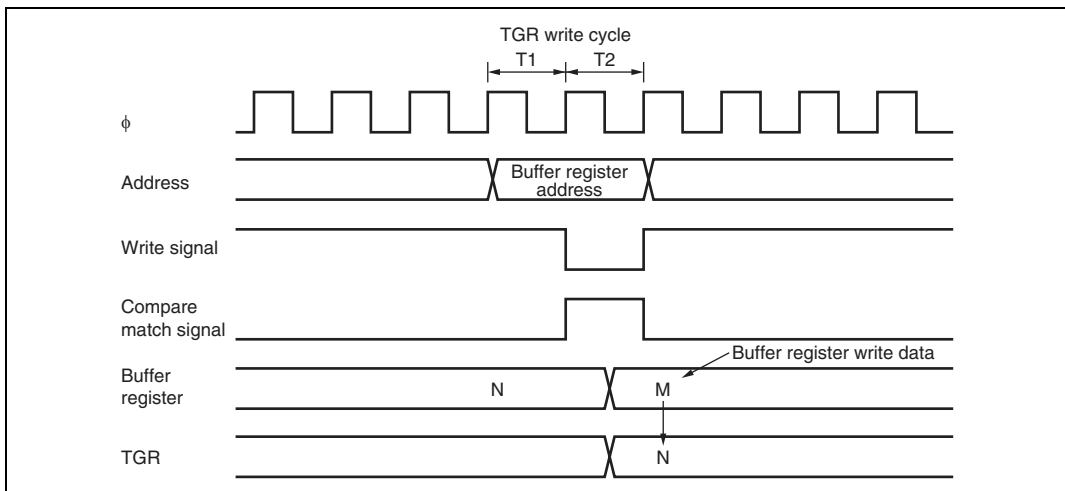 TGR write cycle
T1 T2
ϕ
Address
Buffer register
address
Write signal
Compare
match signal
Buffer register write data
Buffer
register
N M
TGR
N